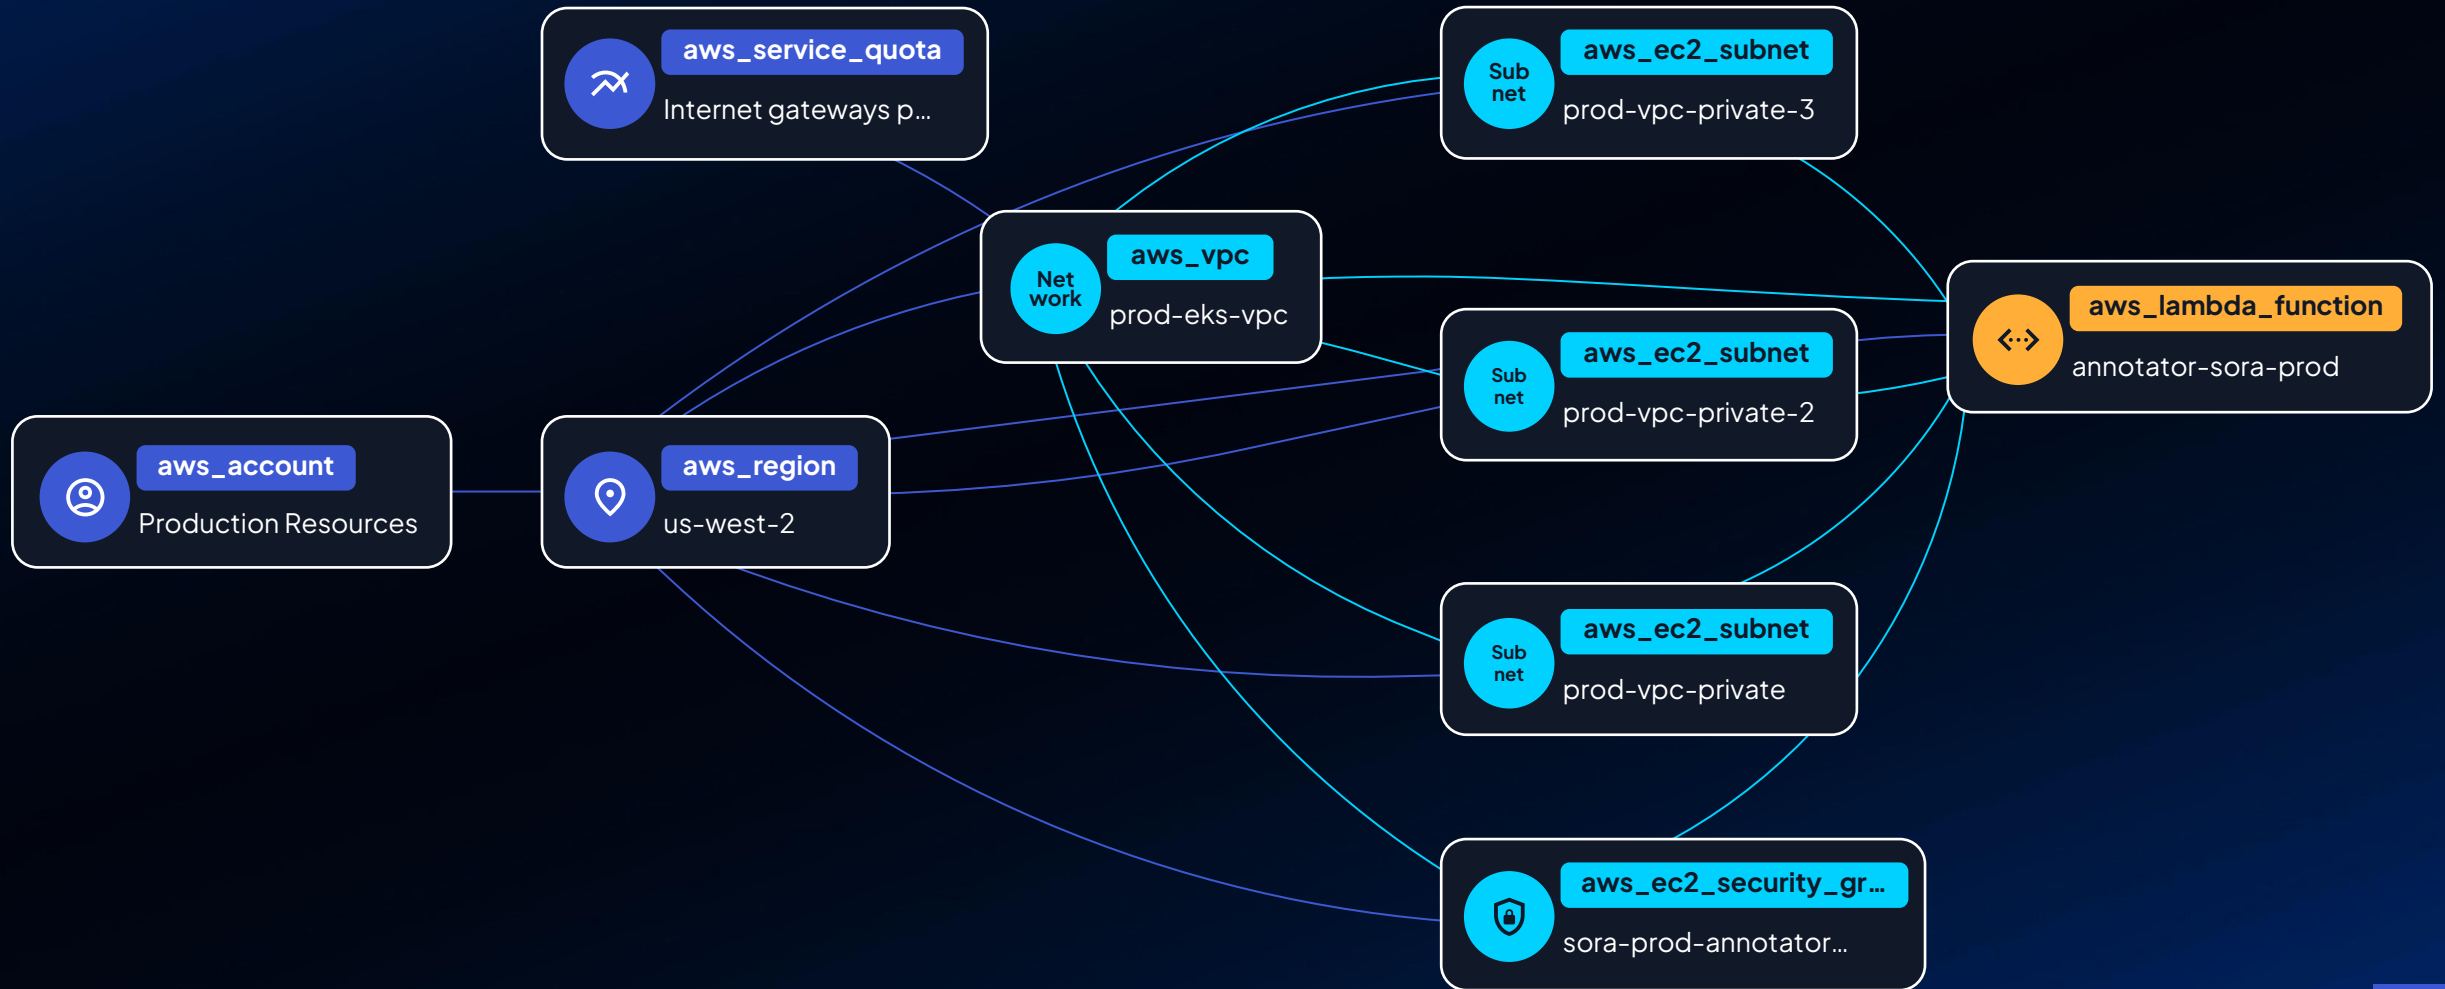 aws_service_quota
Internet gateways p...
Sub
net
aws_ec2_subnet
prod-vpc-private-3
Net
work
aws_vpc
prod-eks-vpc
aws_lambda_function
annotator-sora-prod
Sub
net
aws_ec2_subnet
prod-vpc-private-2
aws_account
Production Resources
aws_region
us-west-2
Sub
net
aws_ec2_subnet
prod-vpc-private
aws_ec2_security_gr...
sora-prod-annotator...